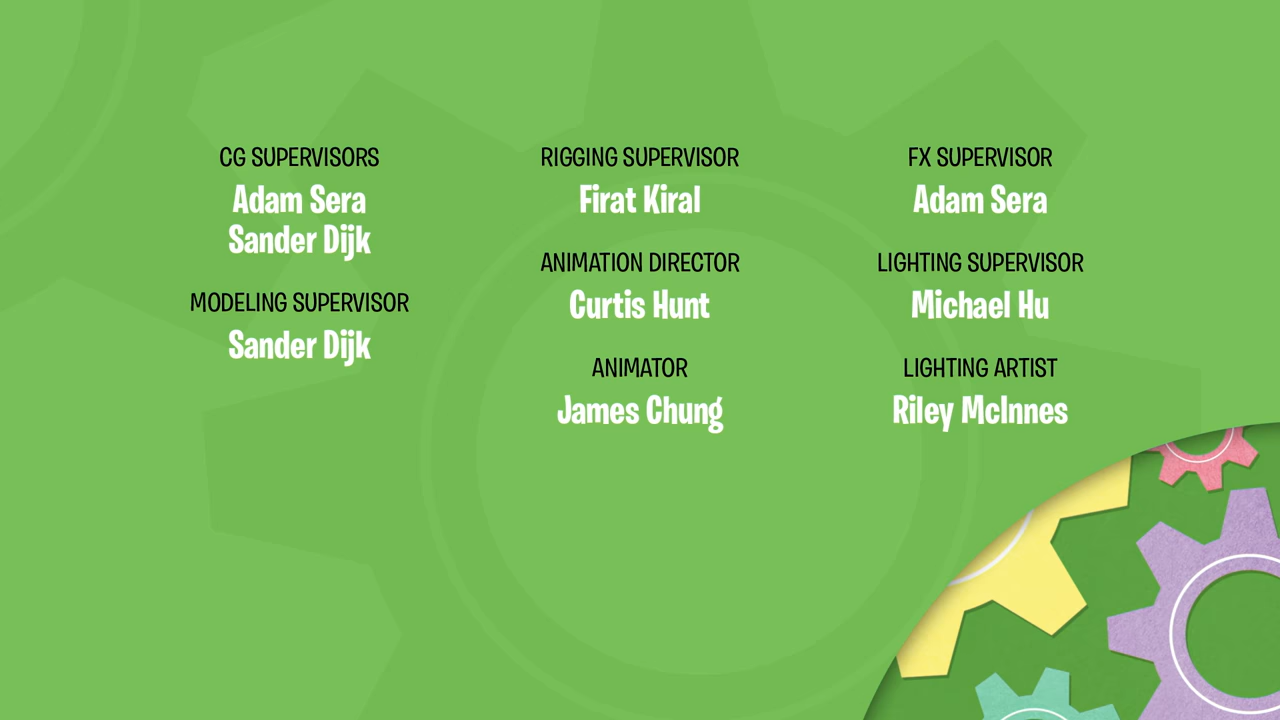 CG SUPERVISORS
Adam Sera
Sander Dijk
MODELING SUPERVISOR
Sander Dijk
RIGGING SUPERVISOR
Firat Kiral
ANIMATION DIRECTOR
Curtis Hunt
ANIMATOR
James Chung
FX SUPERVISOR
Adam Sera
LIGHTING SUPERVISOR
Michael Hu
LIGHTING ARTIST
Riley McInnes